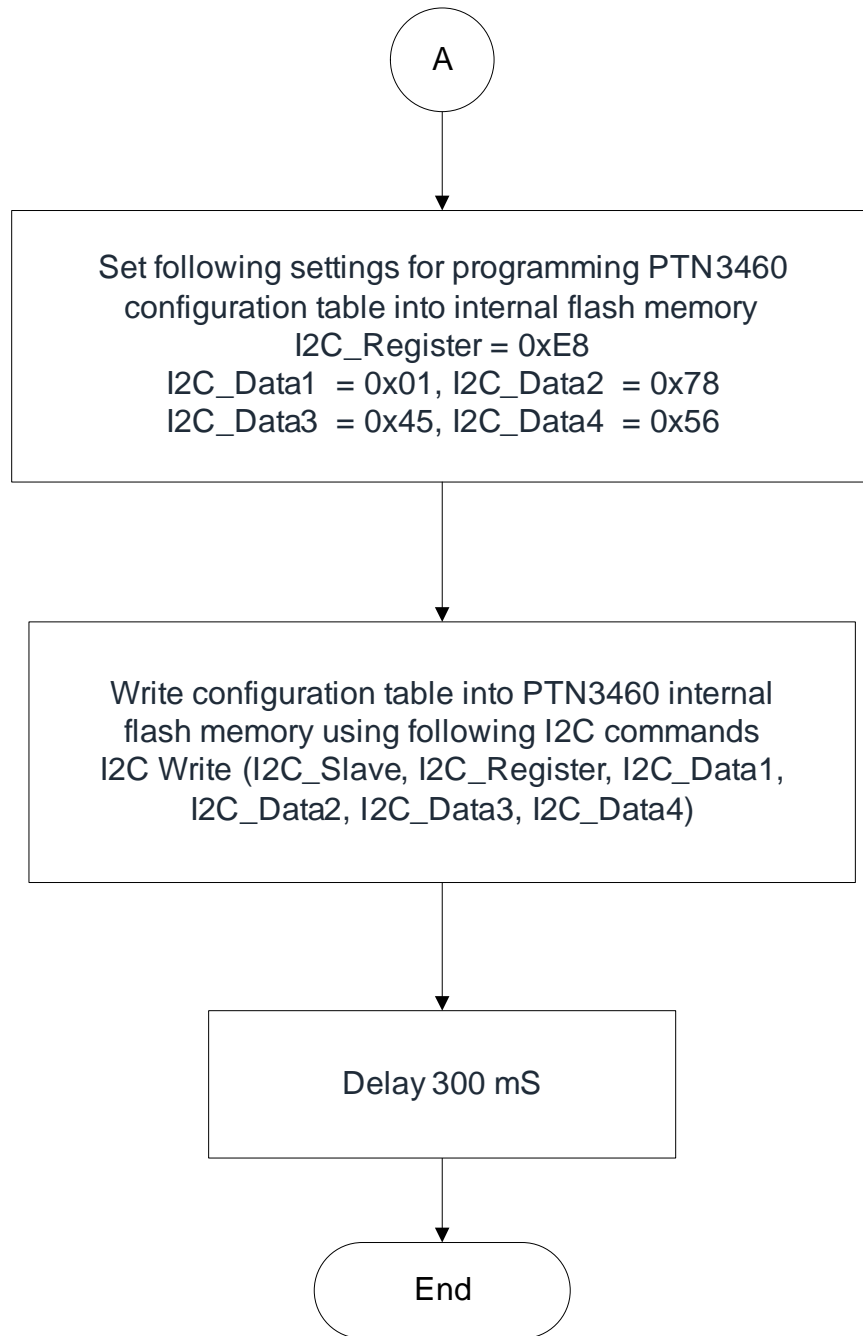 A
Set following settings for programming PTN3460
configuration table into internal flash memory
I2C_Register = 0xE8
I2C_Data1 = 0x01, I2C_Data2 = 0x78
I2C_Data3 = 0x45, I2C_Data4 = 0x56
Write configuration table into PTN3460 internal
flash memory using following I2C commands
I2C Write (I2C_Slave, I2C_Register, I2C_Data1,
I2C_Data2, I2C_Data3, I2C_Data4)
Delay 300 mS
End